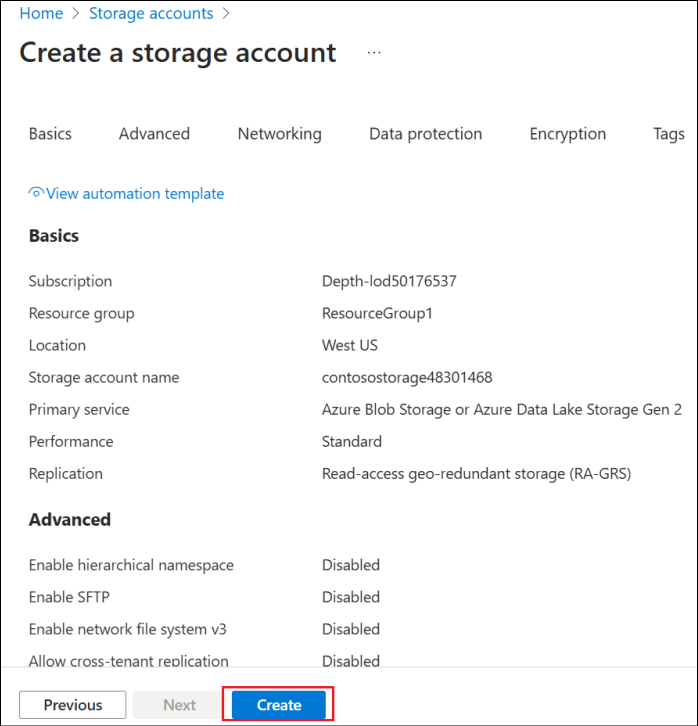 Home > Storage accounts >
Create a storage account ...
Basics Advanced Networking Data protection Encryption Tags
View automation template
Basics
Subscription Depth-lod50176537
Resource group ResourceGroup1
Location West US
Storage account name contosostorage48301468
Primary service Azure Blob Storage or Azure Data Lake Storage Gen 2
Performance Standard
Replication Read-access geo-redundant storage (RA-GRS)
Advanced
Enable hierarchical namespace Disabled
Enable SFTP Disabled
Enable network file system v3 Disabled
Allow cross-tenant replication Disabled
Previous Next Create